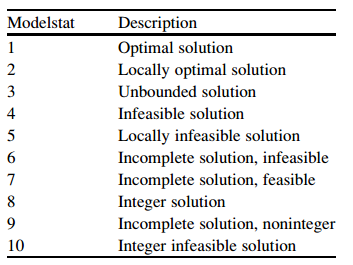 Modelstat Description
1 Optimal solution
2 Locally optimal solution
3 Unbounded solution
4 Infeasible solution
5 Locally infeasible solution
6 Incomplete solution, infeasible
7 Incomplete solution, feasible
8 Integer solution
9 Incomplete solution, noninteger
10 Integer infeasible solution